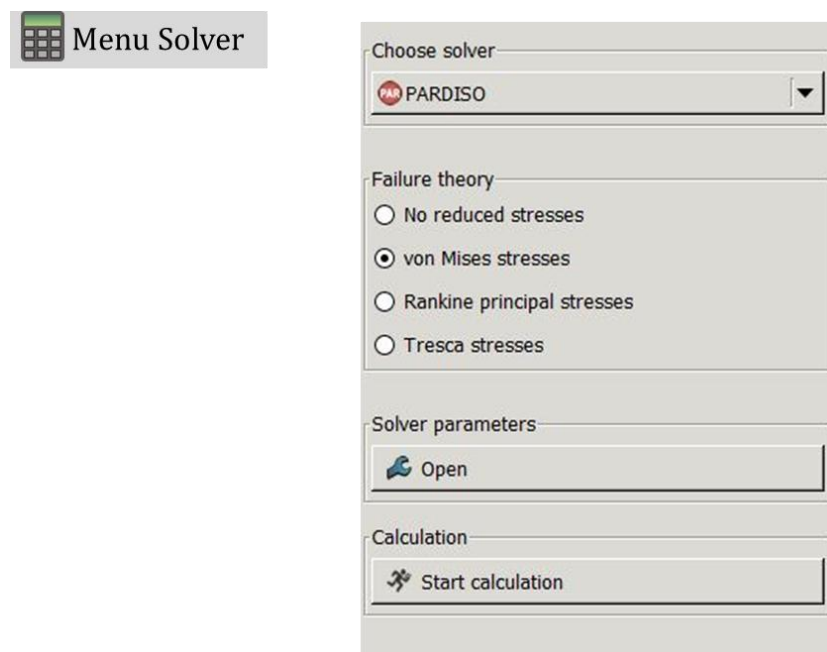 Menu Solver
Choose solver
PAR PARDISO
Failure theory
No reduced stresses
von Mises stresses
Rankine principal stresses
Tresca stresses
Solver parameters
Open
Calculation
Start calculation